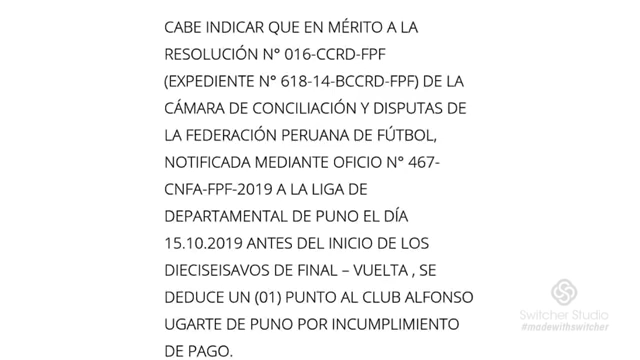 CABE INDICAR QUE EN MÉRITO A LA
RESOLUCIÓN N° 016-CCRD-FPF
(EXPEDIENTE N° 618-14-BCCRD-FPF) DE LA
CÁMARA DE CONCILIACIÓN Y DISPUTAS DE
LA FEDERACIÓN PERUANA DE FÚTBOL,
NOTIFICADA MEDIANTE OFICIO N° 467-
CNFA-FPF-2019 A LA LIGA DE
DEPARTAMENTAL DE PUNO EL DÍA
15.10.2019 ANTES DEL INICIO DE LOS
DIECISEISAVOS DE FINAL – VUELTA , SE
DEDUCE UN (01) PUNTO AL CLUB ALFONSO
UGARTE DE PUNO POR INCUMPLIMIENTO
DE PAGO.
Switcher Studio
#madewithswitcher